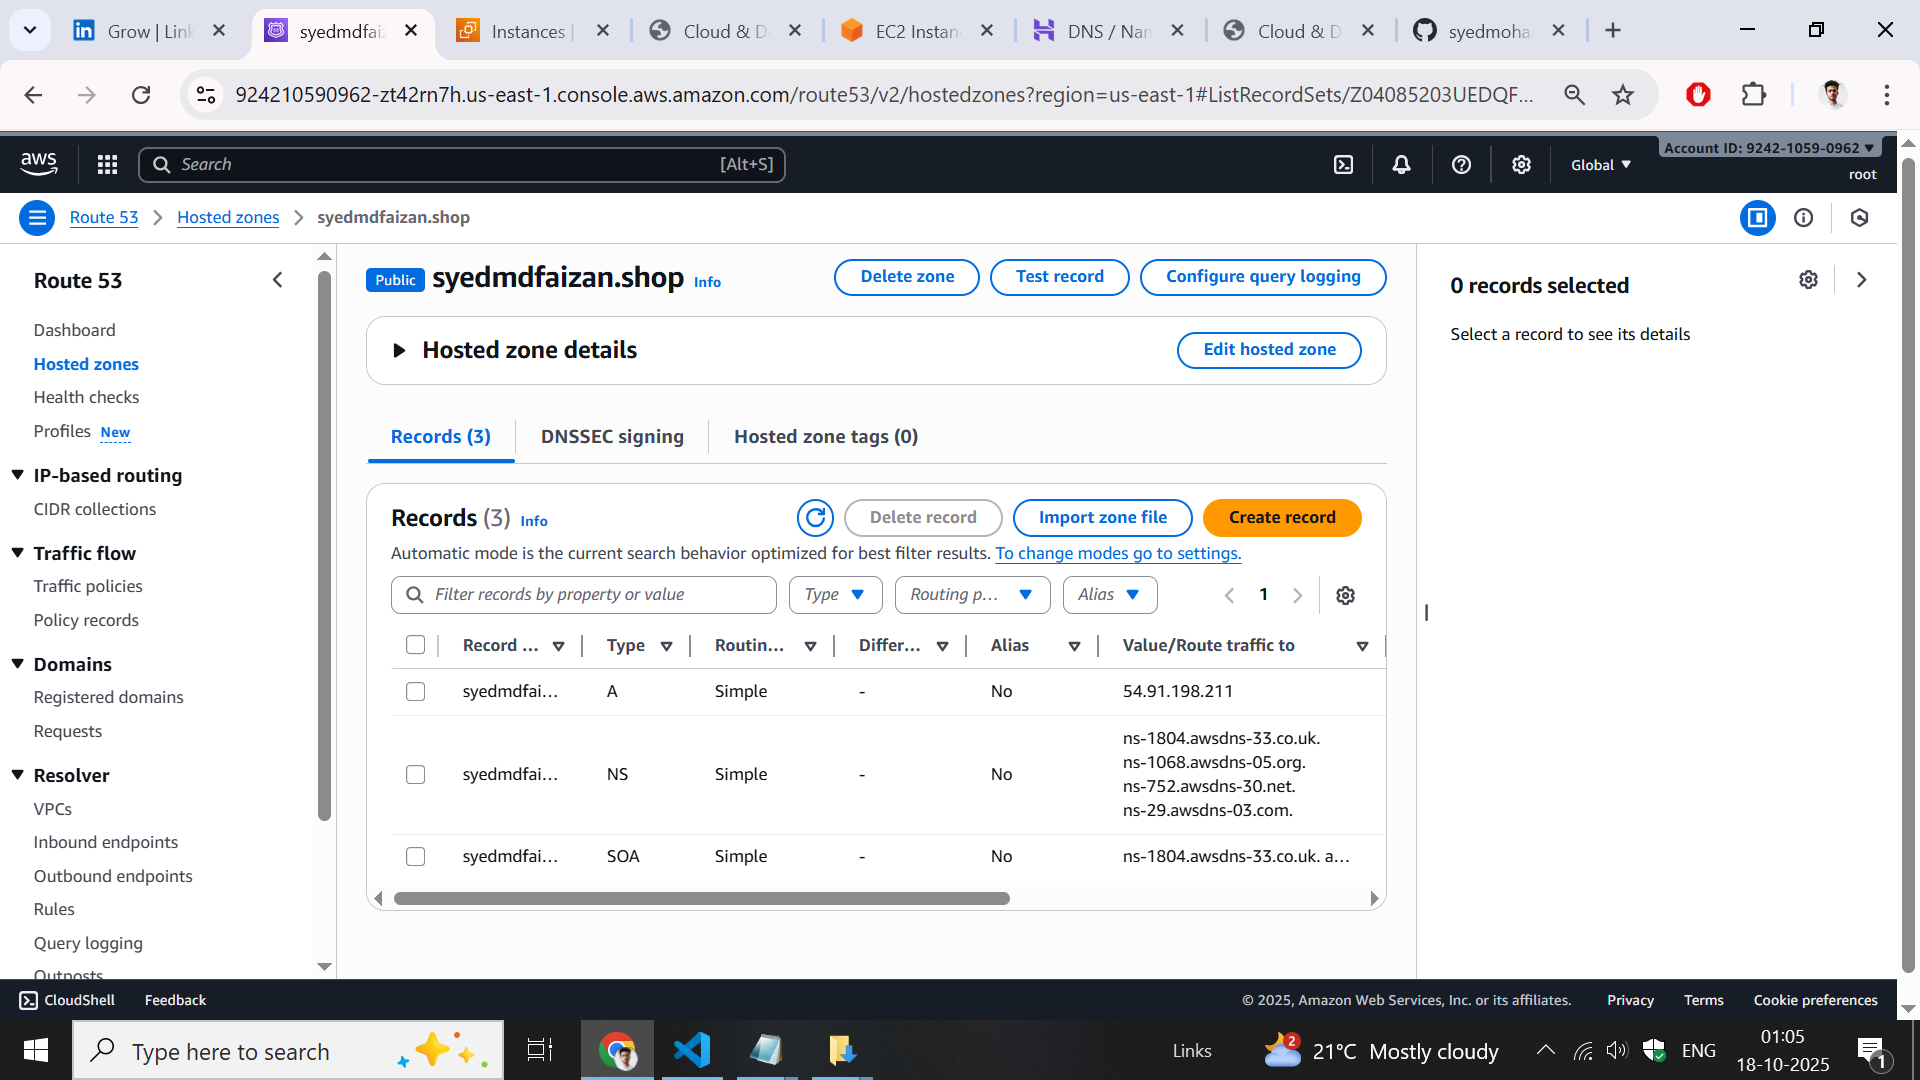 Grow | Link
syedmdfaiz
Instances |
Cloud & D
EC2 Instan
DNS / Nam
Cloud & D
syedmoha
924210590962-zt42rn7h.us-east-1.console.aws.amazon.com/route53/v2/hostedzones?region=us-east-1#ListRecordSets/Z04085203UEDQF...
aws
Search
[Alt+S]
Global
Account ID: 9242-1059-0962
root
Route 53
Hosted zones
syedmdfaizan.shop
Route 53
Dashboard
Hosted zones
Health checks
Profiles New
IP-based routing
CIDR collections
Traffic flow
Traffic policies
Policy records
Domains
Registered domains
Requests
Resolver
VPCs
Inbound endpoints
Outbound endpoints
Rules
Query logging
Outposts
Public syedmdfaizan.shop Info
Delete zone
Test record
Configure query logging
Hosted zone details
Edit hosted zone
Records (3)
DNSSEC signing
Hosted zone tags (0)
Records (3) Info
Delete record
Import zone file
Create record
Automatic mode is the current search behavior optimized for best filter results. To change modes go to settings.
Filter records by property or value
Type
Routing p...
Alias
1
Record ...
Type
Routin...
Differ...
Alias
Value/Route traffic to
syedmdfai... A Simple - No 54.91.198.211
syedmdfai... NS Simple - No
ns-1804.awsdns-33.co.uk.
ns-1068.awsdns-05.org.
ns-752.awsdns-30.net.
ns-29.awsdns-03.com.
syedmdfai... SOA Simple - No ns-1804.awsdns-33.co.uk. a...
0 records selected
Select a record to see its details
CloudShell
Feedback
© 2025, Amazon Web Services, Inc. or its affiliates.
Privacy
Terms
Cookie preferences
Type here to search
Links
2
21°C Mostly cloudy
ENG
01:05
18-10-2025
1